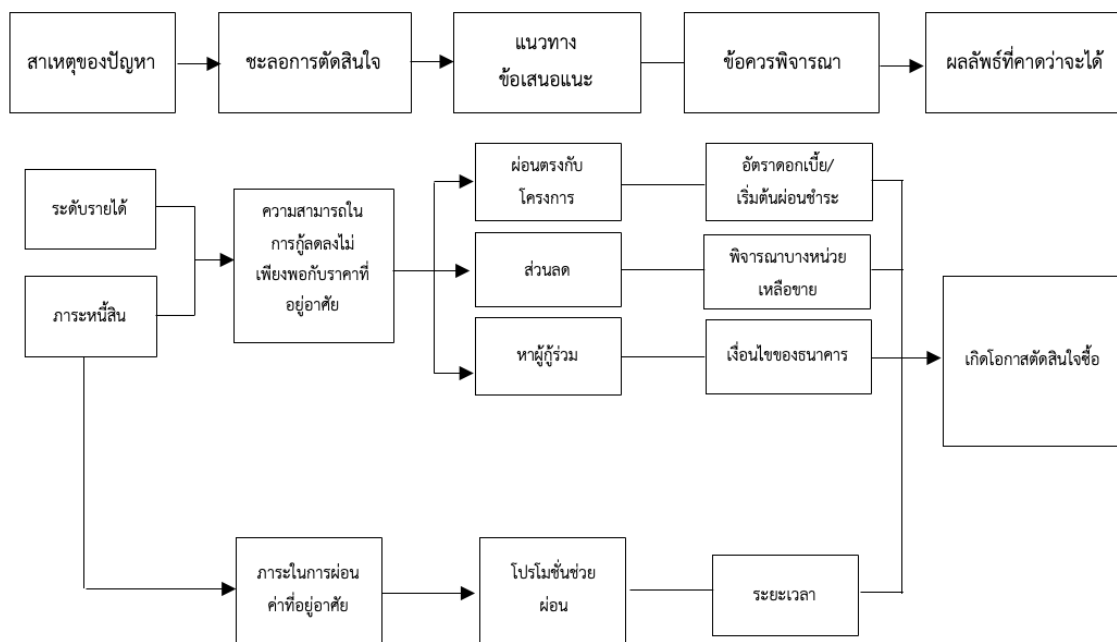 สาเหตุของปัญหา
ชะลอการตัดสินใจ
แนวทาง
ข้อเสนอแนะ
ข้อควรพิจารณา
ผลลัพธ์ที่คาดว่าจะได้
ระดับรายได้
ภาระหนี้สิน
ความสามารถใน
การกู้ลดลงไม่
เพียงพอกับราคาที่
อยู่อาศัย
ผ่อนตรงกับ
โครงการ
อัตราดอกเบี้ย/
เริ่มต้นผ่อนชำระ
ส่วนลด
พิจารณาบางหน่วย
เหลือขาย
หาผู้กู้ร่วม
เงื่อนไขของธนาคาร
เกิดโอกาสตัดสินใจซื้อ
ภาระในการผ่อน
ค่าที่อยู่อาศัย
โปรโมชั่นช่วย
ผ่อน
ระยะเวลา